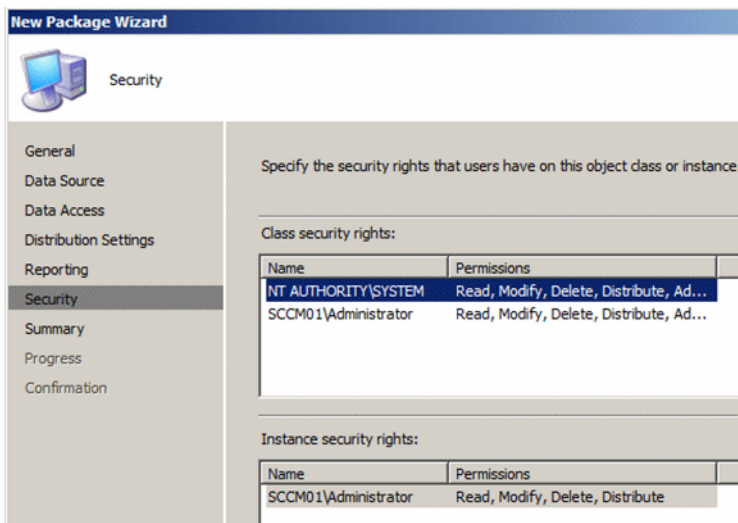 New Package Wizard
Security
General
Data Source
Data Access
Distribution Settings
Reporting
Security
Summary
Progress
Confirmation
Specify the security rights that users have on this object class or instance
Class security rights:
Name Permissions
NT AUTHORITY\SYSTEM Read, Modify, Delete, Distribute, Ad...
SCCM01\Administrator Read, Modify, Delete, Distribute, Ad...
Instance security rights:
Name Permissions
SCCM01\Administrator Read, Modify, Delete, Distribute